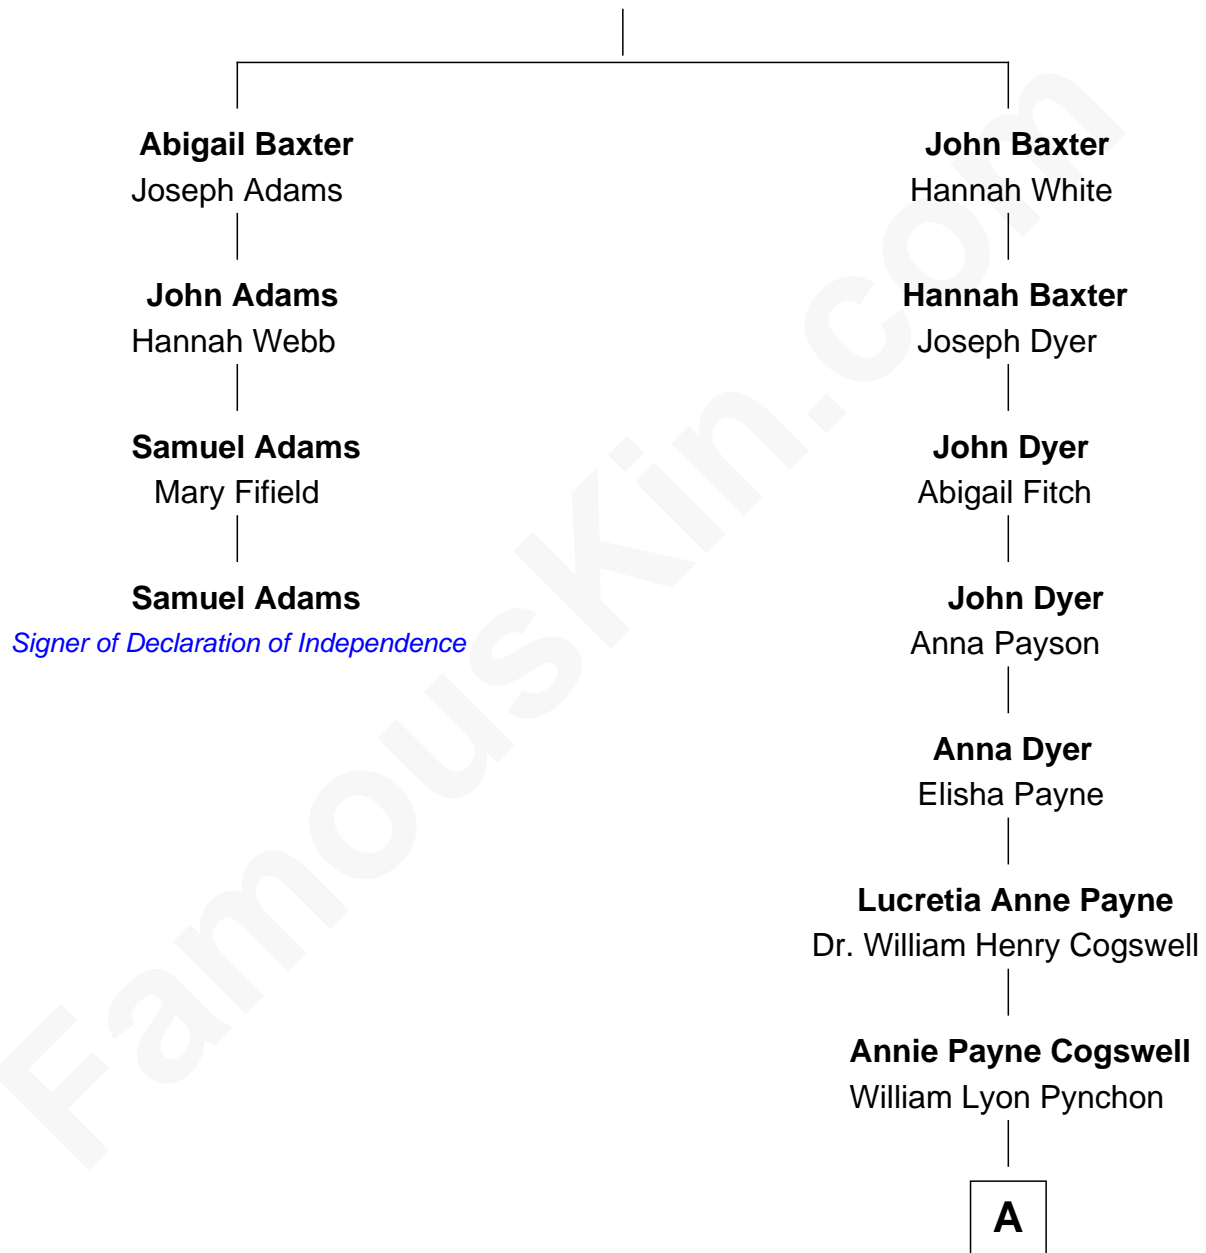 Abigail Baxter
Joseph Adams
John Adams
Hannah Webb
Samuel Adams
Mary Fifield
Samuel Adams
Signer of Declaration of Independence
John Baxter
Hannah White
Hannah Baxter
Joseph Dyer
John Dyer
Abigail Fitch
John Dyer
Anna Payson
Anna Dyer
Elisha Payne
Lucretia Anne Payne
Dr. William Henry Cogswell
Annie Payne Cogswell
William Lyon Pynchon
A
FamousKin.com